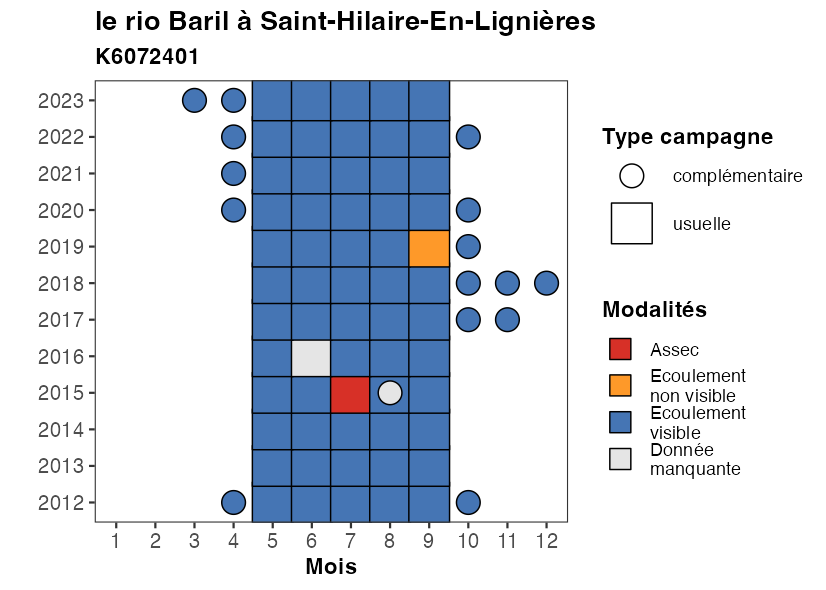 le rio Baril à Saint-Hilaire-En-Lignières
K6072401
2023
2022
2021
2020
2019
2018
2017
2016
2015
2014
2013
2012
1 2 3 4 5 6 7 8 9 10 11 12
Mois
Type campagne
complémentaire
usuelle
Modalités
Assec
Ecoulement
non visible
Ecoulement
visible
Donnée
manquante